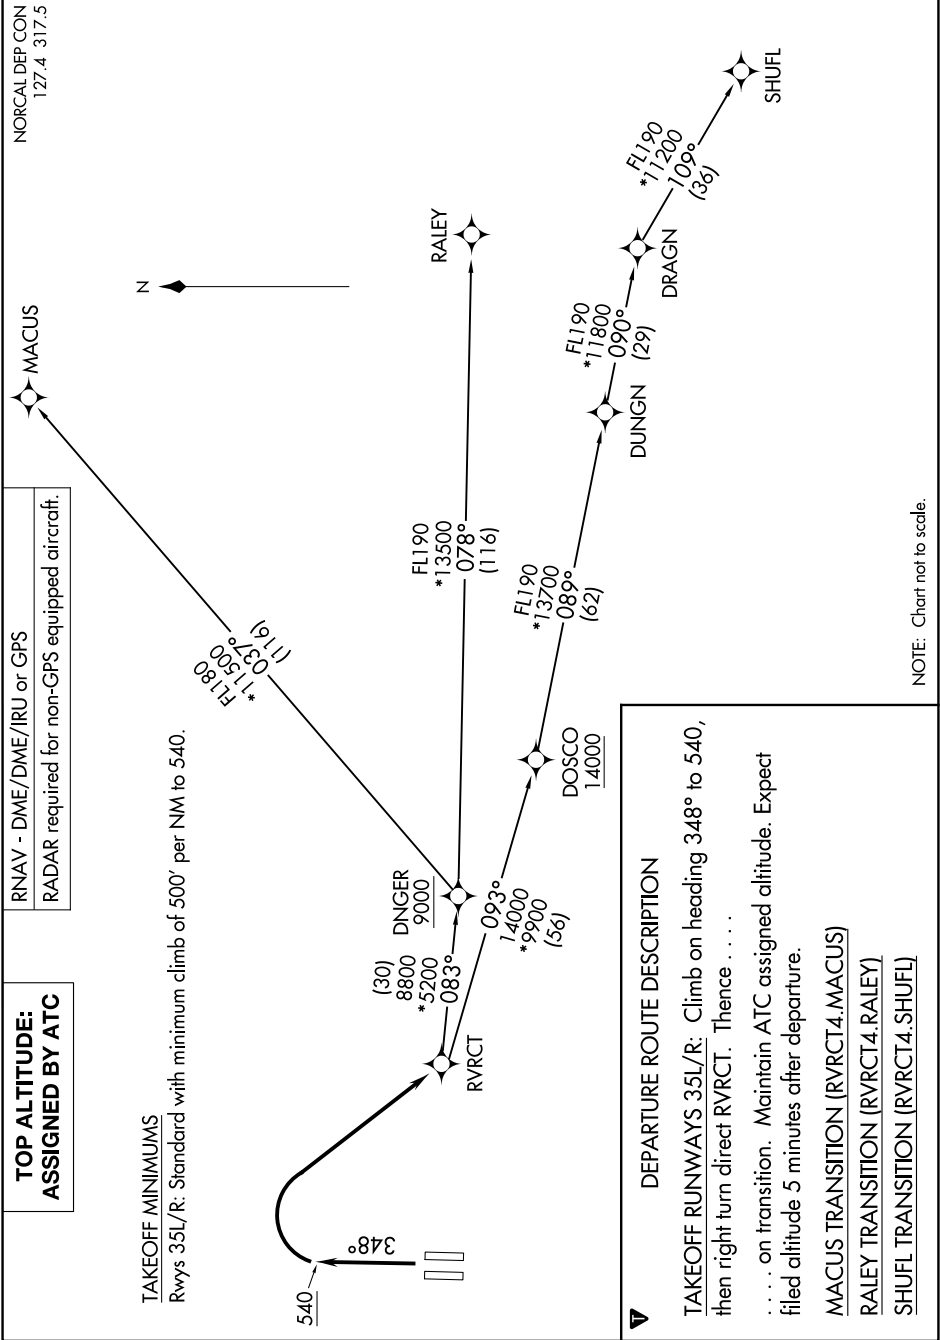 TOP ALTITUDE:
ASSIGNED BY ATC
RNAV - DME/DME/IRU or GPS
RADAR required for non-GPS equipped aircraft.
NORCAL DEP CON
127.4 317.5
TAKEOFF MINIMUMS
Rwys 35L/R: Standard with minimum climb of 500' per NM to 540.
N
MACUS
FL180
*11500
037°
(116)
RALEY
FL190
*13500
078°
(116)
DNGER
9000
(30)
8800
*5200
083°
RVRCT
348°
540
093°
14000
*9900
(56)
DOSCO
14000
FL190
*13700
089°
(62)
DUNGN
FL190
*11800
090°
(29)
DRAGN
FL190
*11200
109°
(36)
SHUFL
NOTE: Chart not to scale.
T
DEPARTURE ROUTE DESCRIPTION
TAKEOFF RUNWAYS 35L/R: Climb on heading 348° to 540,
then right turn direct RVRCT. Thence . . . .
. . . . on transition. Maintain ATC assigned altitude. Expect
filed altitude 5 minutes after departure.
MACUS TRANSITION (RVRCT4.MACUS)
RALEY TRANSITION (RVRCT4.RALEY)
SHUFL TRANSITION (RVRCT4.SHUFL)